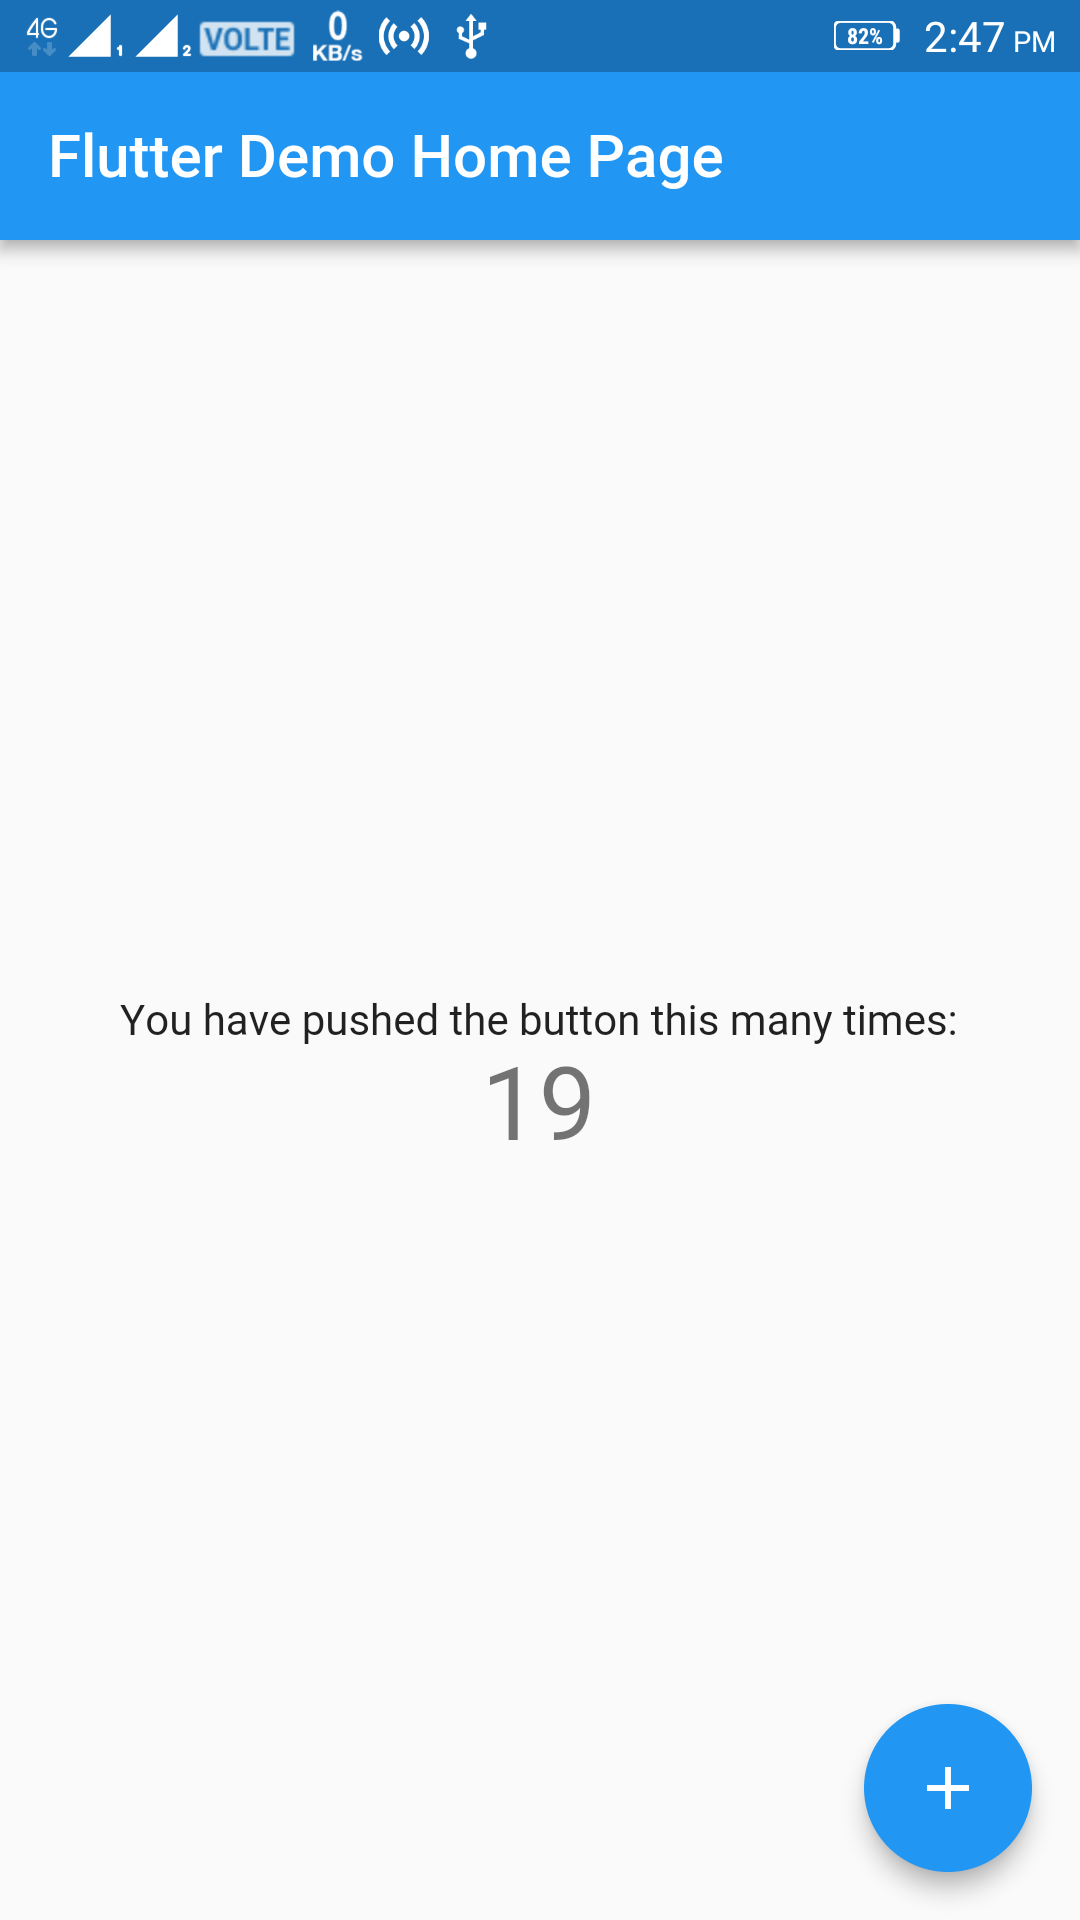 4G 1 2 VOLTE 0 KB/s 82% 2:47 PM
Flutter Demo Home Page
You have pushed the button this many times:
19